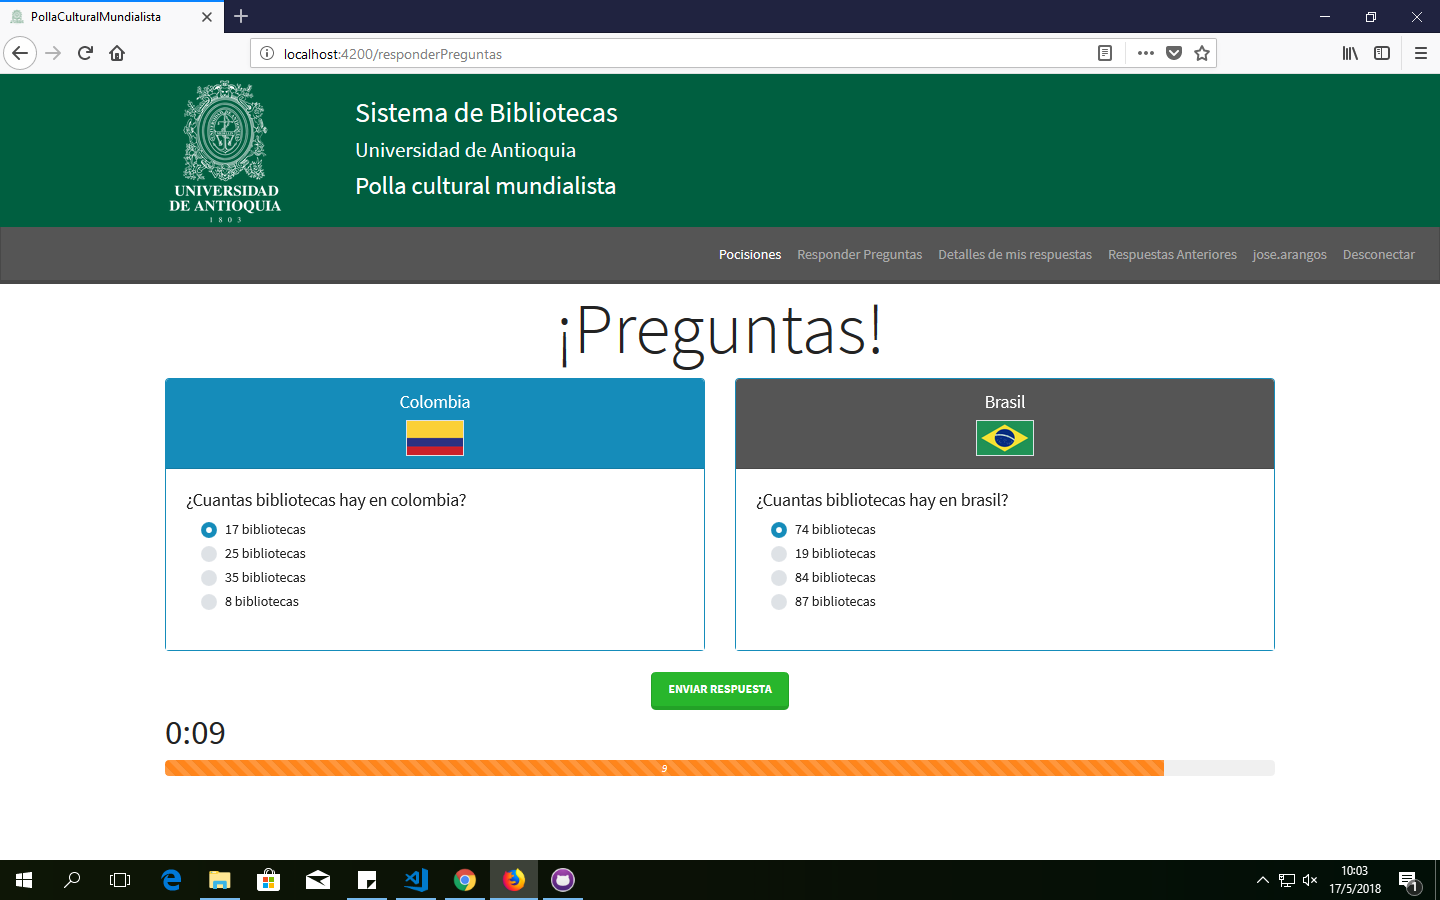 PollaCulturalMundialista
localhost:4200/responderPreguntas
UNIVERSIDAD
DE ANTIOQUIA
1803
Sistema de Bibliotecas
Universidad de Antioquia
Polla cultural mundialista
Pocisiones Responder Preguntas Detalles de mis respuestas Respuestas Anteriores jose.arangos Desconectar
¡Preguntas!
Colombia
¿Cuantas bibliotecas hay en colombia?
17 bibliotecas
25 bibliotecas
35 bibliotecas
8 bibliotecas
Brasil
¿Cuantas bibliotecas hay en brasil?
74 bibliotecas
19 bibliotecas
84 bibliotecas
87 bibliotecas
ENVIAR RESPUESTA
0:09
9
10:03
17/5/2018
1